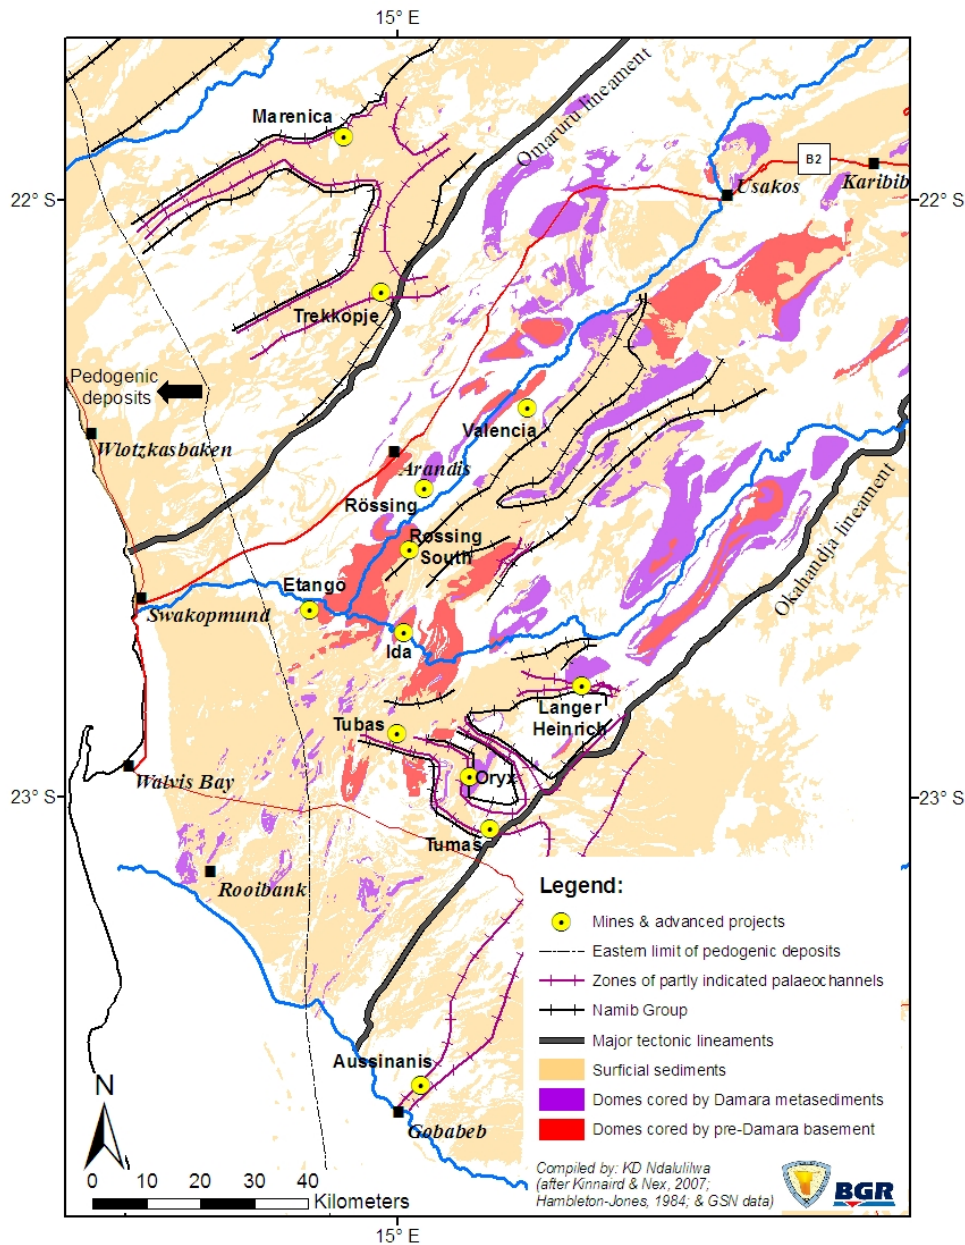 15° E
Omaruru lineament
Marenica
B2
Usakos
Karibib
22° S
22° S
Trekkopje
Pedogenic
deposits
Wlotzkasbaken
Valencia
Arandis
Rössing
Rossing
South
Okahandja lineament
Etango
Swakopmund
Ida
Langer
Heinrich
Tubas
Walvis Bay
Oryx
23° S
23° S
Tumas
Rooibank
Legend:
Mines & advanced projects
Eastern limit of pedogenic deposits
Zones of partly indicated palaeochannels
Namib Group
Major tectonic lineaments
Surficial sediments
Domes cored by Damara metasediments
Domes cored by pre-Damara basement
Aussinanis
Gobabeb
N
0 10 20 30 40
Kilometers
Compiled by: KD Ndalulilwa
(after Kinnaird & Nex, 2007;
Hambleton-Jones, 1984; & GSN data)
BGR
15° E